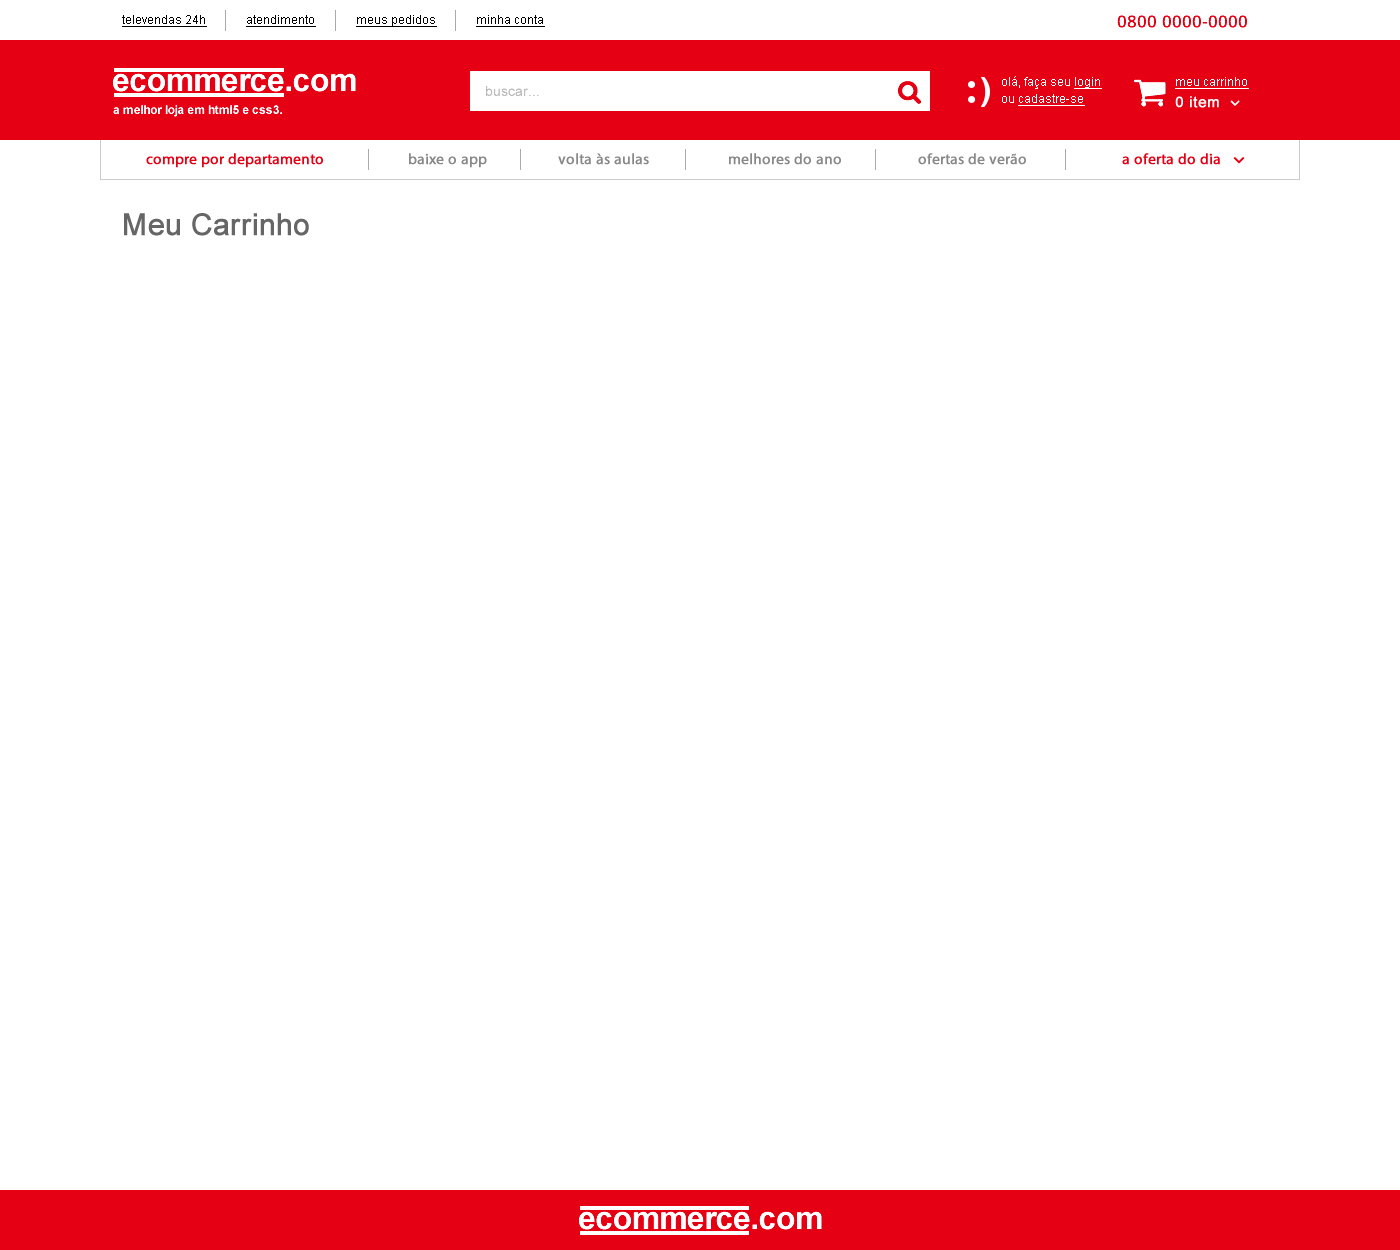 televendas 24h
atendimento
meus pedidos
minha conta
0800 0000-0000
ecommerce.com
a melhor loja em html5 e css3.
buscar...
:)
olá, faça seu login
ou cadastre-se
meu carrinho
0 item
compre por departamento
baixe o app
volta às aulas
melhores do ano
ofertas de verão
a oferta do dia
Meu Carrinho
ecommerce.com